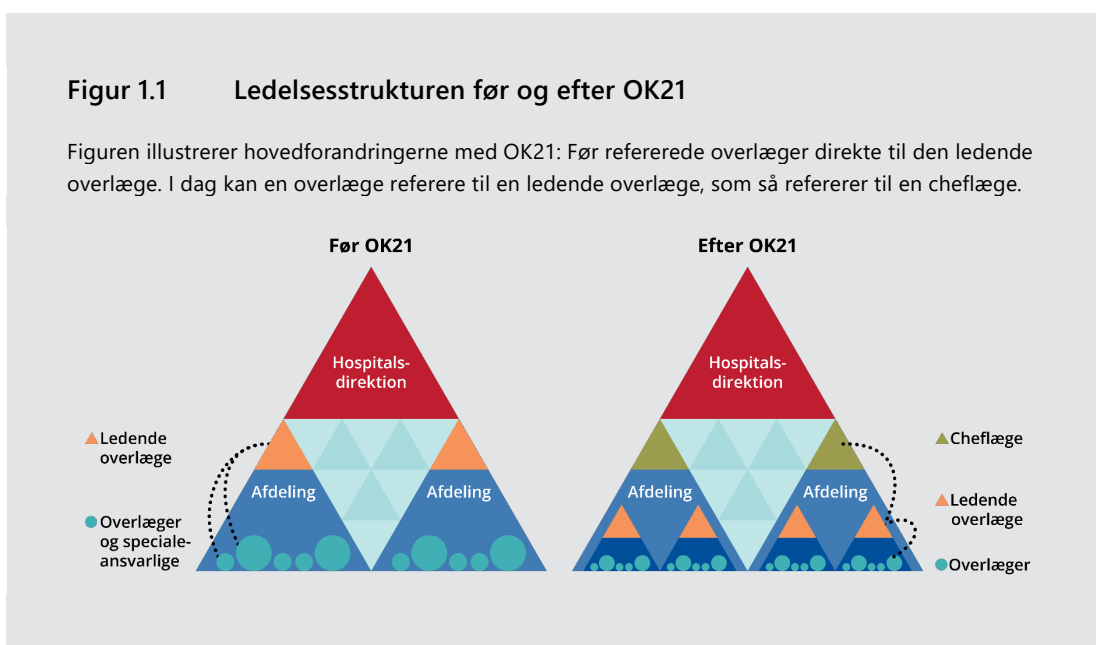 Figur 1.1 Ledelsesstrukturen før og efter OK21
Figuren illustrerer hovedforandringerne med OK21: Før refererede overlæger direkte til den ledende
overlæge. I dag kan en overlæge referere til en ledende overlæge, som så refererer til en cheflæge.
Før OK21
Hospitals-
direktion
Ledende
overlæge
Afdeling
Afdeling
Overlæger
og speciale-
ansvarlige
Efter OK21
Hospitals-
direktion
Cheflæge
Afdeling
Afdeling
Ledende
overlæge
Overlæger